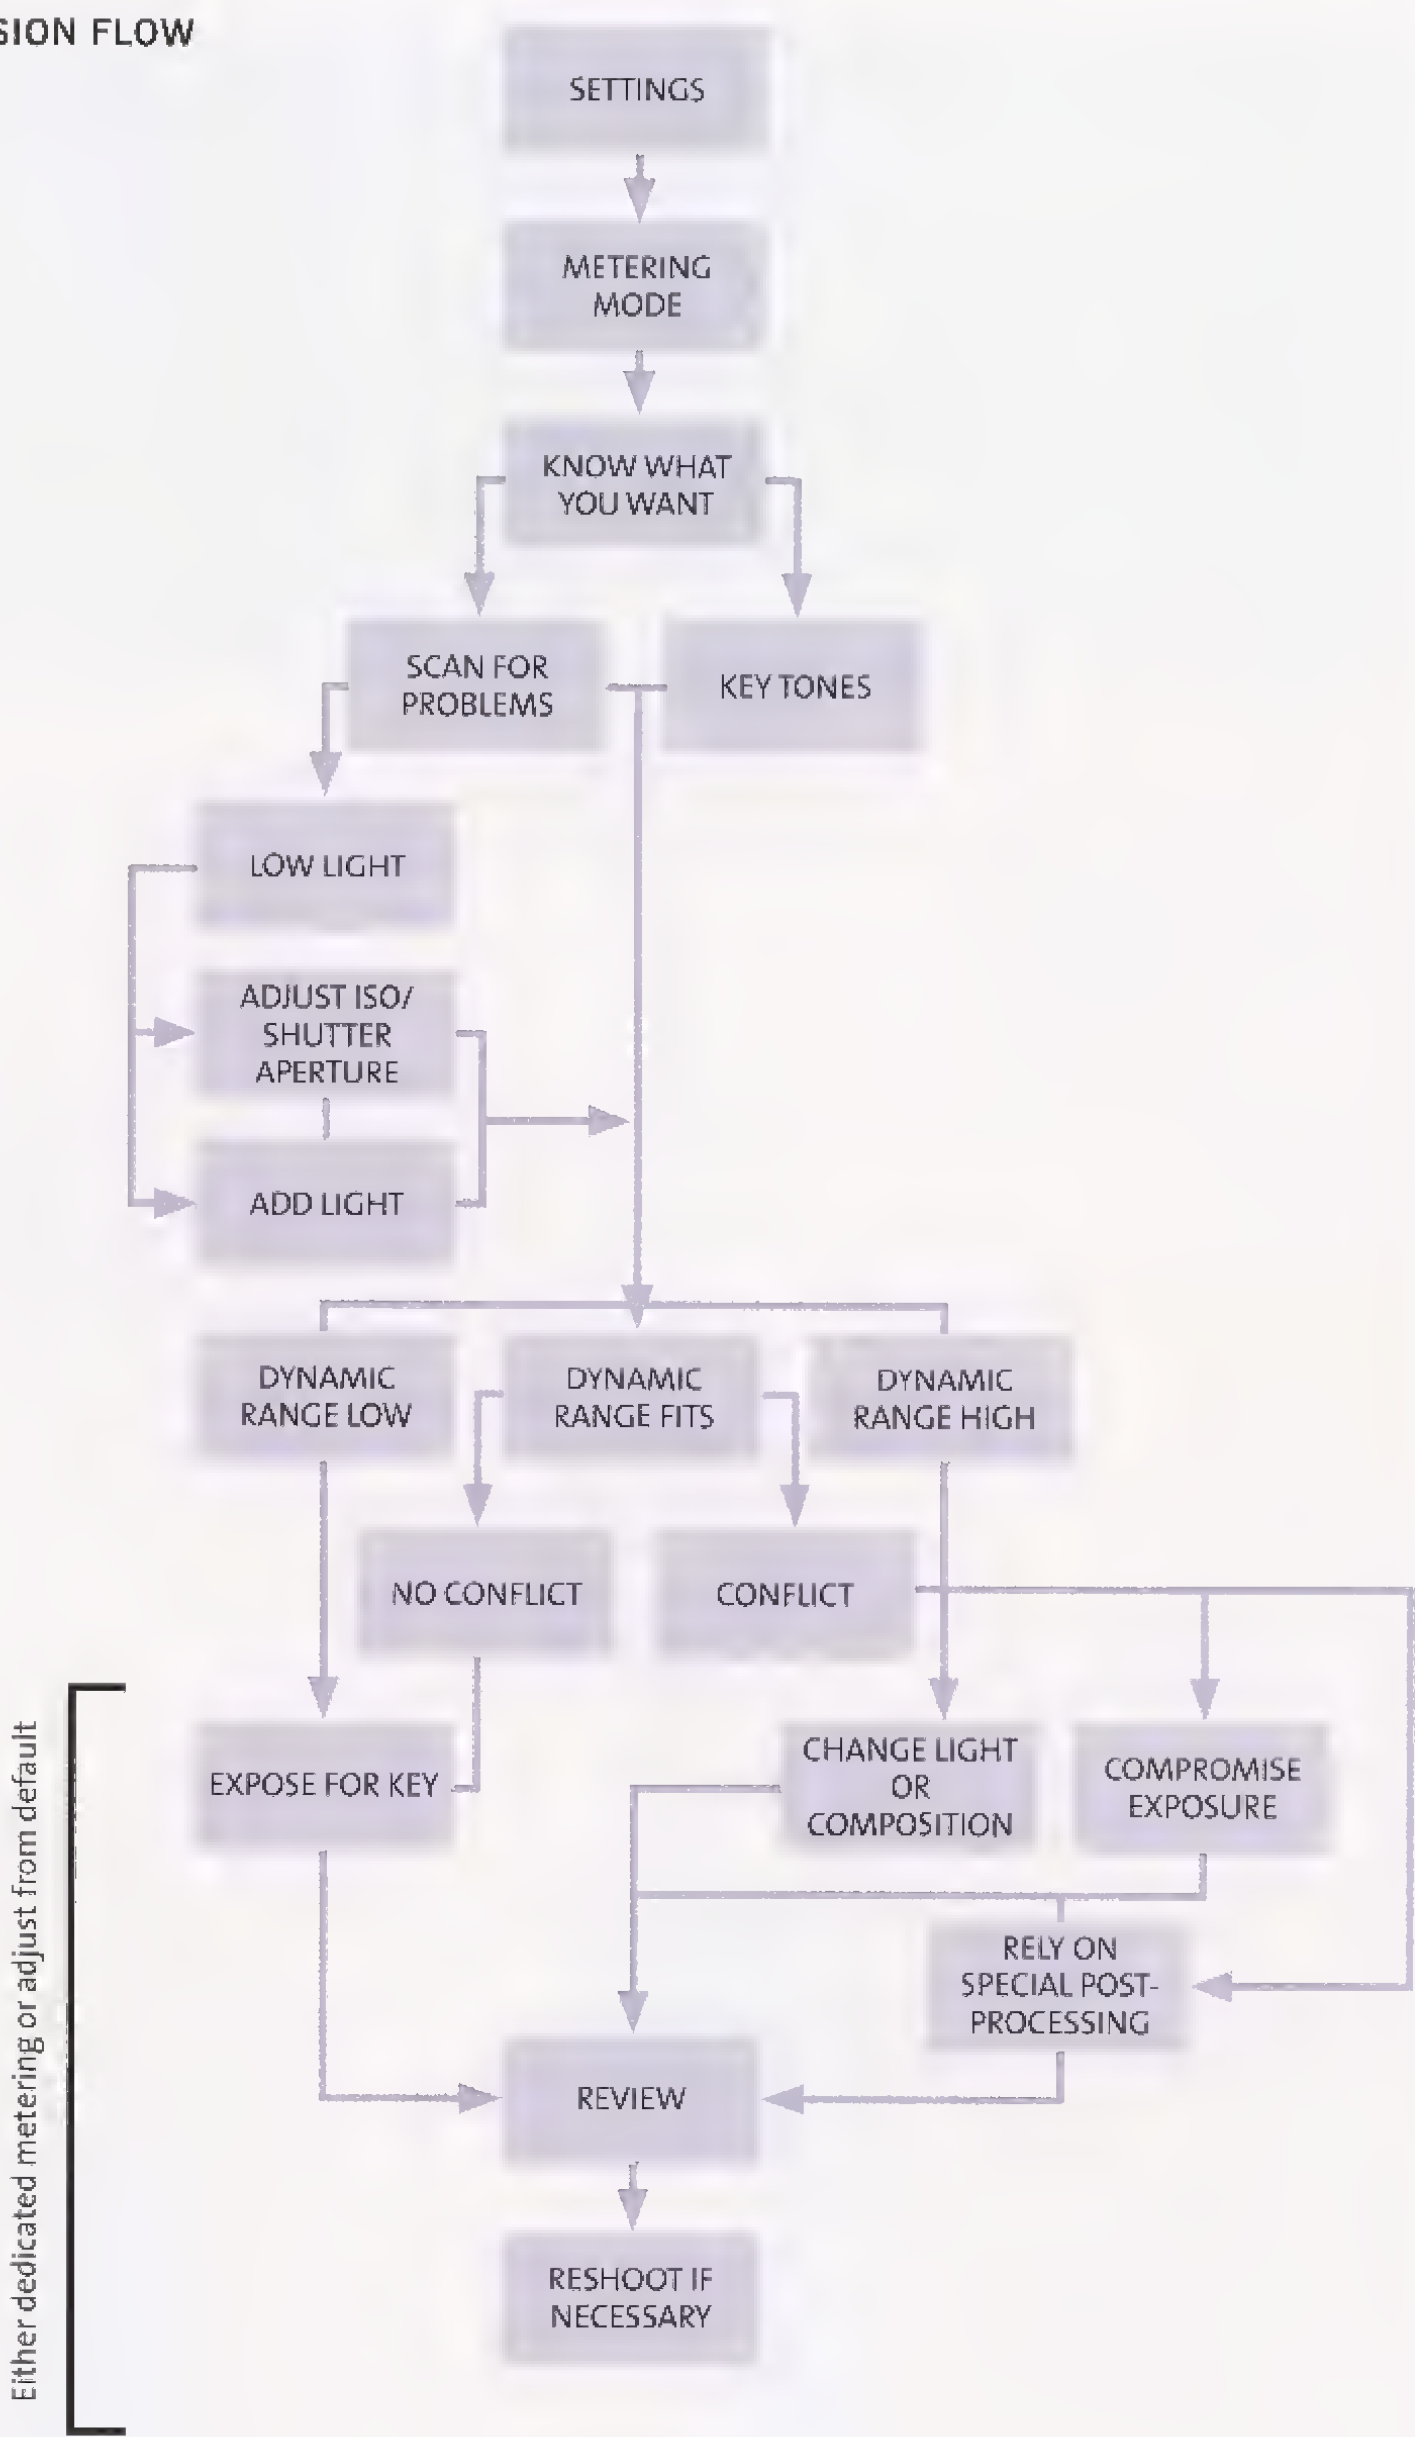 SION FLOW
SETTINGS
METERING
MODE
KNOW WHAT
YOU WANT
SCAN FOR
PROBLEMS
KEY TONES
LOW LIGHT
ADJUST ISO/
SHUTTER
APERTURE
ADD LIGHT
DYNAMIC
RANGE LOW
DYNAMIC
RANGE FITS
DYNAMIC
RANGE HIGH
NO CONFLICT
CONFLICT
EXPOSE FOR KEY
CHANGE LIGHT
OR
COMPOSITION
COMPROMISE
EXPOSURE
RELY ON
SPECIAL POST-
PROCESSING
REVIEW
RESHOOT IF
NECESSARY
Either dedicated metering or adjust from default